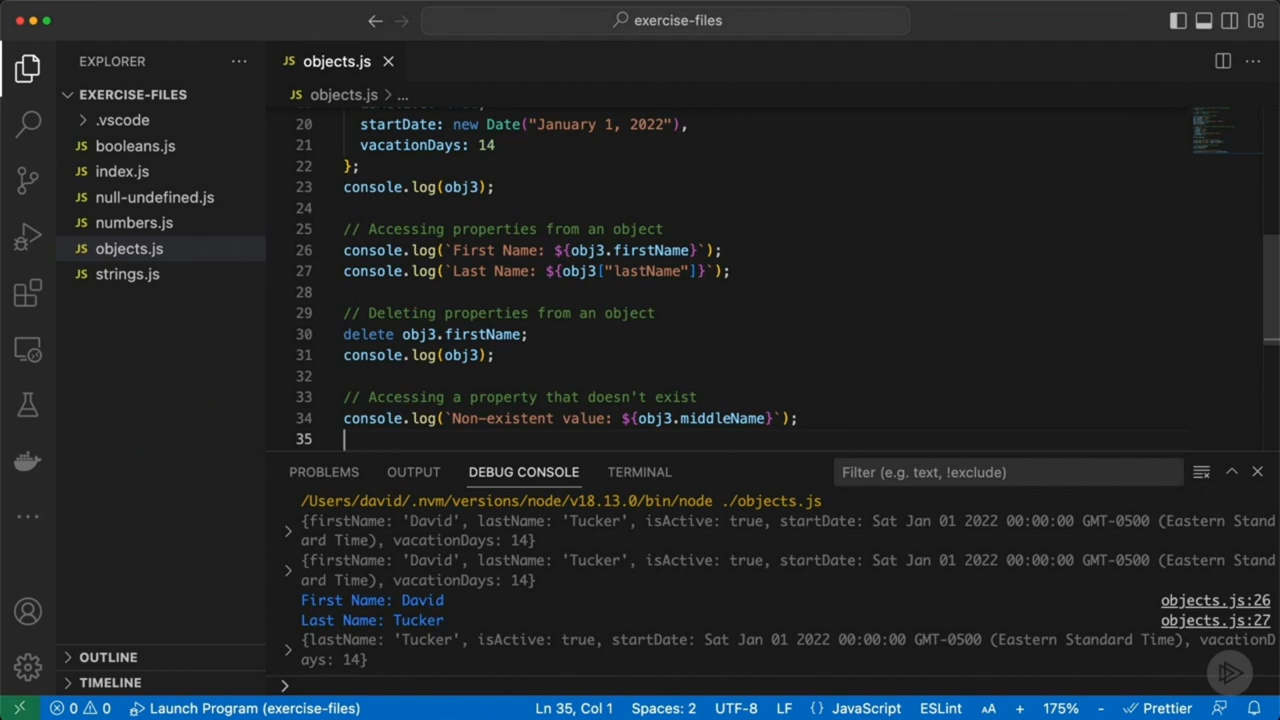 exercise-files
EXPLORER
EXERCISE-FILES
.vscode
JS booleans.js
JS index.js
JS null-undefined.js
JS numbers.js
JS objects.js
JS strings.js
OUTLINE
TIMELINE
JS objects.js
JS objects.js > ...
20 startDate: new Date("January 1, 2022"),
21 vacationDays: 14
22 };
23 console.log(obj3);
24
25 // Accessing properties from an object
26 console.log(`First Name: ${obj3.firstName}`);
27 console.log(`Last Name: ${obj3["lastName"]}`);
28
29 // Deleting properties from an object
30 delete obj3.firstName;
31 console.log(obj3);
32
33 // Accessing a property that doesn't exist
34 console.log(`Non-existent value: ${obj3.middleName}`);
35
PROBLEMS OUTPUT DEBUG CONSOLE TERMINAL Filter (e.g. text, !exclude)
/Users/david/.nvm/versions/node/v18.13.0/bin/node ./objects.js
{firstName: 'David', lastName: 'Tucker', isActive: true, startDate: Sat Jan 01 2022 00:00:00 GMT-0500 (Eastern Stand
ard Time), vacationDays: 14}
{firstName: 'David', lastName: 'Tucker', isActive: true, startDate: Sat Jan 01 2022 00:00:00 GMT-0500 (Eastern Stand
ard Time), vacationDays: 14}
First Name: David objects.js:26
Last Name: Tucker objects.js:27
{lastName: 'Tucker', isActive: true, startDate: Sat Jan 01 2022 00:00:00 GMT-0500 (Eastern Standard Time), vacationD
ays: 14}
0 0 Launch Program (exercise-files) Ln 35, Col 1 Spaces: 2 UTF-8 LF {} JavaScript ESLint AA + 175% - Prettier